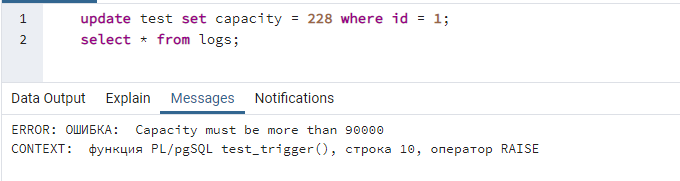 1 update test set capacity = 228 where id = 1;
2 select * from logs;
Data Output Explain Messages Notifications
ERROR: ОШИБКА:  Capacity must be more than 90000
CONTEXT:  функция PL/pgSQL test_trigger(), строка 10, оператор RAISE